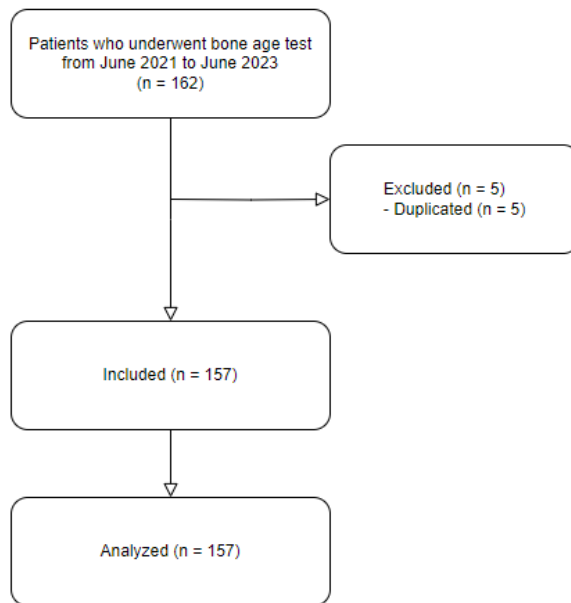 Patients who underwent bone age test
from June 2021 to June 2023
(n = 162)
Excluded (n = 5)
- Duplicated (n = 5)
Included (n = 157)
Analyzed (n = 157)